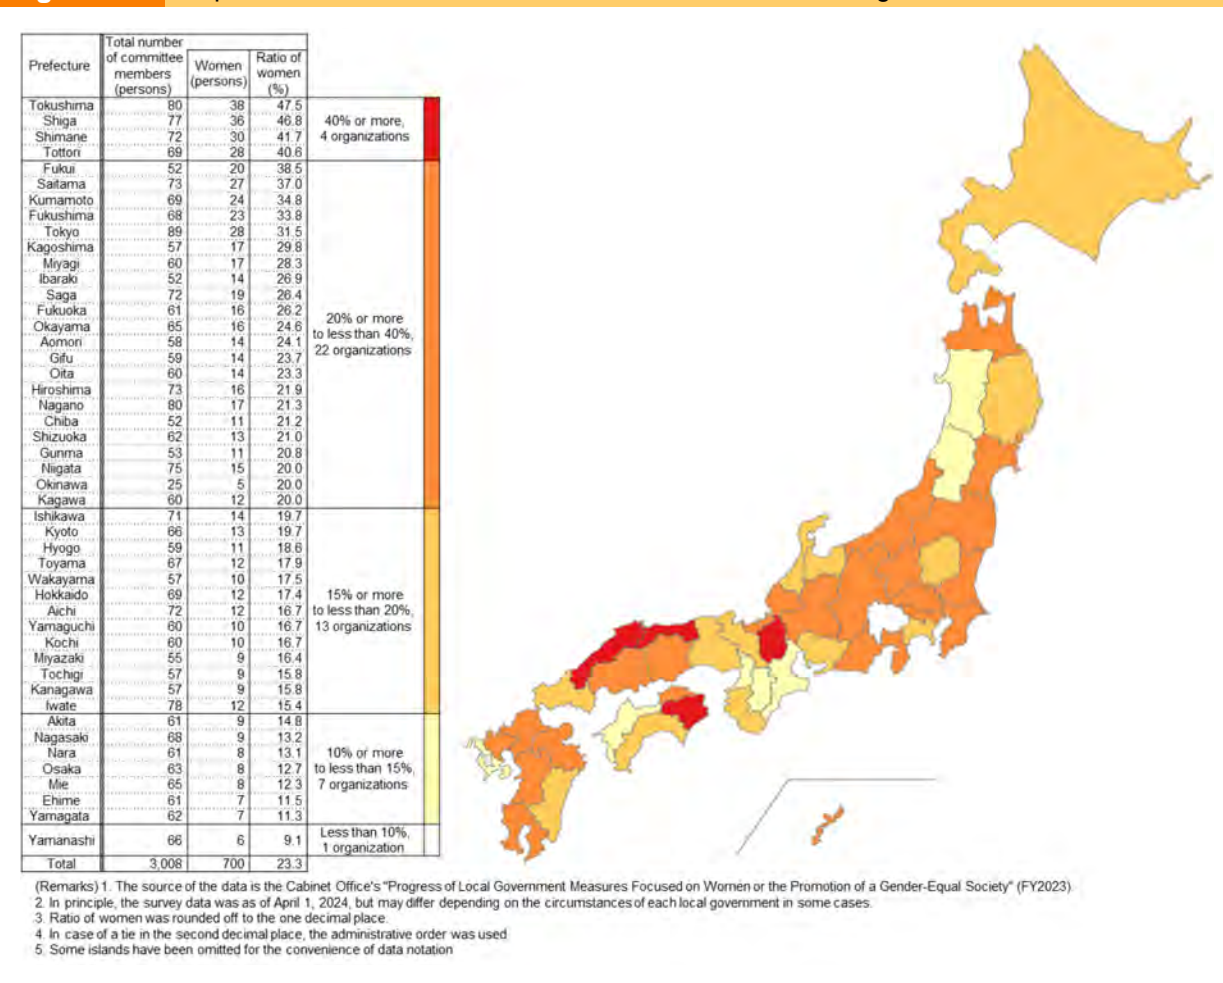 Total number
of committee
members
(persons)
Prefecture
Women
(persons)
Ratio of
women
(%)
Tokushima 80 38 47.5
Shiga 77 36 46.8
Shimane 72 30 41.7
Tottori 69 28 40.6
40% or more,
4 organizations
Fukui 52 20 38.5
Saitama 73 27 37.0
Kumamoto 69 24 34.8
Fukushima 68 23 33.8
Tokyo 89 28 31.5
Kagoshima 57 17 29.8
Miyagi 60 17 28.3
Ibaraki 52 14 26.9
Saga 72 19 26.4
Fukuoka 61 16 26.2
Okayama 65 16 24.6
Aomori 58 14 24.1
Gifu 59 14 23.7
Oita 60 14 23.3
Hiroshima 73 16 21.9
Nagano 80 17 21.3
Chiba 52 11 21.2
Shizuoka 62 13 21.0
Gunma 53 11 20.8
Niigata 75 15 20.0
Okinawa 25 5 20.0
Kagawa 60 12 20.0
20% or more
to less than 40%,
22 organizations
Ishikawa 71 14 19.7
Kyoto 66 13 19.7
Hyogo 59 11 18.6
Toyama 67 12 17.9
Wakayama 57 10 17.5
Hokkaido 69 12 17.4
Aichi 72 12 16.7
Yamaguchi 60 10 16.7
Kochi 60 10 16.7
Miyazaki 55 9 16.4
Tochigi 57 9 15.8
Kanagawa 57 9 15.8
Iwate 78 12 15.4
15% or more
to less than 20%,
13 organizations
Akita 61 9 14.8
Nagasaki 68 9 13.2
Nara 61 8 13.1
Osaka 63 8 12.7
Mie 65 8 12.3
Ehime 61 7 11.5
Yamagata 62 7 11.3
10% or more
to less than 15%,
7 organizations
Yamanashi 66 6 9.1
Less than 10%,
1 organization
Total 3,008 700 23.3
(Remarks) 1. The source of the data is the Cabinet Office's "Progress of Local Government Measures Focused on Women or the Promotion of a Gender-Equal Society" (FY2023).
2. In principle, the survey data was as of April 1, 2024, but may differ depending on the circumstances of each local government in some cases.
3. Ratio of women was rounded off to the one decimal place.
4. In case of a tie in the second decimal place, the administrative order was used
5. Some islands have been omitted for the convenience of data notation